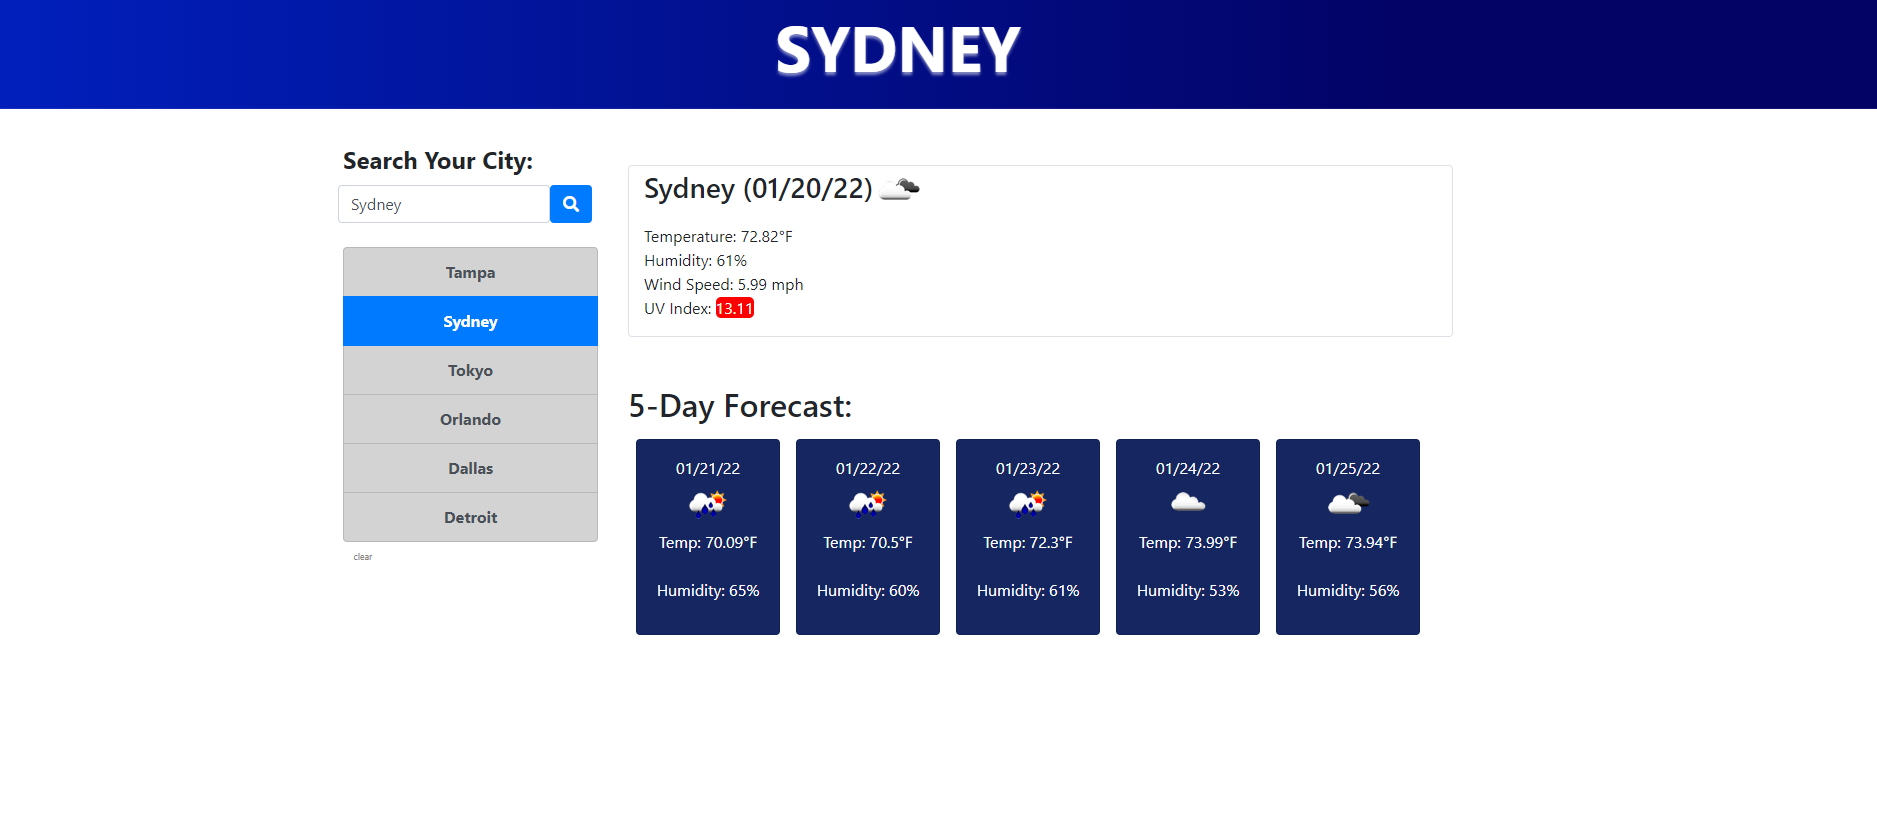 SYDNEY
Search Your City:
Sydney
Tampa
Sydney
Tokyo
Orlando
Dallas
Detroit
clear
Sydney (01/20/22)
Temperature: 72.82°F
Humidity: 61%
Wind Speed: 5.99 mph
UV Index: 13.11
5-Day Forecast:
01/21/22
Temp: 70.09°F
Humidity: 65%
01/22/22
Temp: 70.5°F
Humidity: 60%
01/23/22
Temp: 72.3°F
Humidity: 61%
01/24/22
Temp: 73.99°F
Humidity: 53%
01/25/22
Temp: 73.94°F
Humidity: 56%